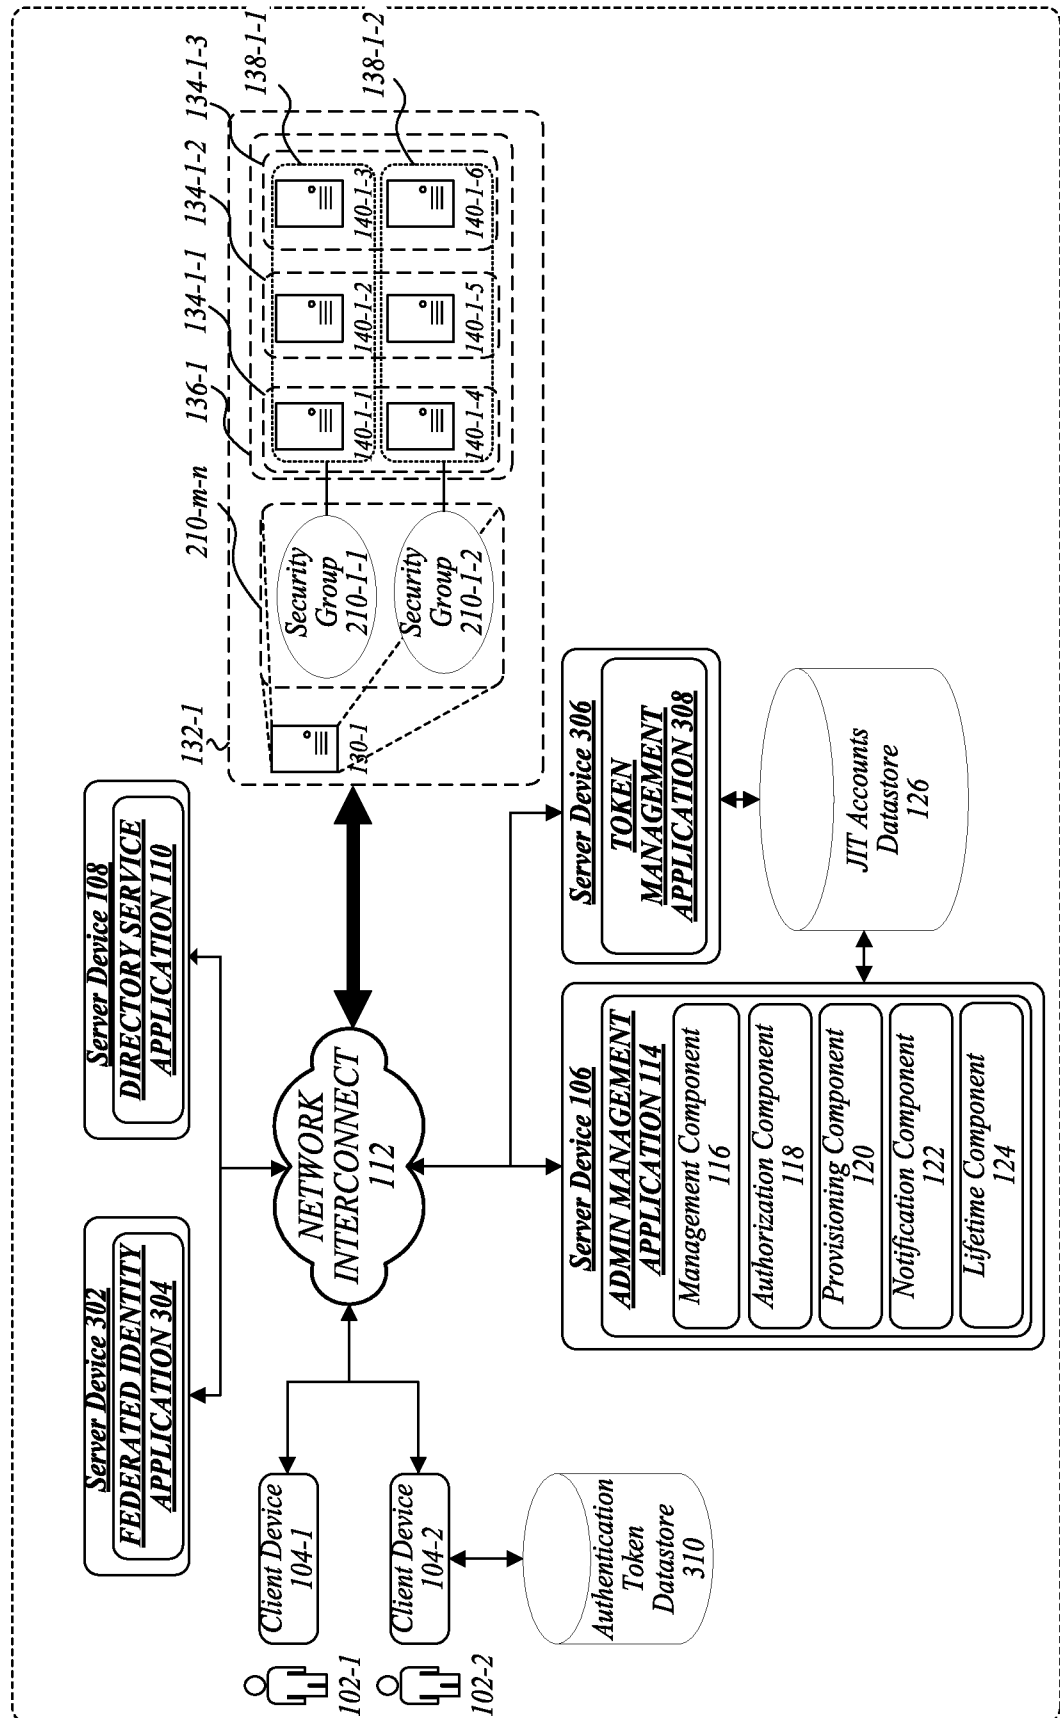 Server Device 302
FEDERATED IDENTITY
APPLICATION 304
Server Device 108
DIRECTORY SERVICE
APPLICATION 110
132-1
210-m-n
136-1
134-1-1
134-1-2
134-1-3
138-1-1
138-1-2
Client Device
104-1
102-1
Client Device
104-2
102-2
Authentication
Token
Datastore
310
NETWORK
INTERCONNECT
112
130-1
Security
Group
210-1-1
Security
Group
210-1-2
140-1-1
140-1-2
140-1-3
140-1-4
140-1-5
140-1-6
Server Device 106
ADMIN MANAGEMENT
APPLICATION 114
Management Component
116
Authorization Component
118
Provisioning Component
120
Notification Component
122
Lifetime Component
124
Server Device 306
TOKEN
MANAGEMENT
APPLICATION 308
JIT Accounts
Datastore
126